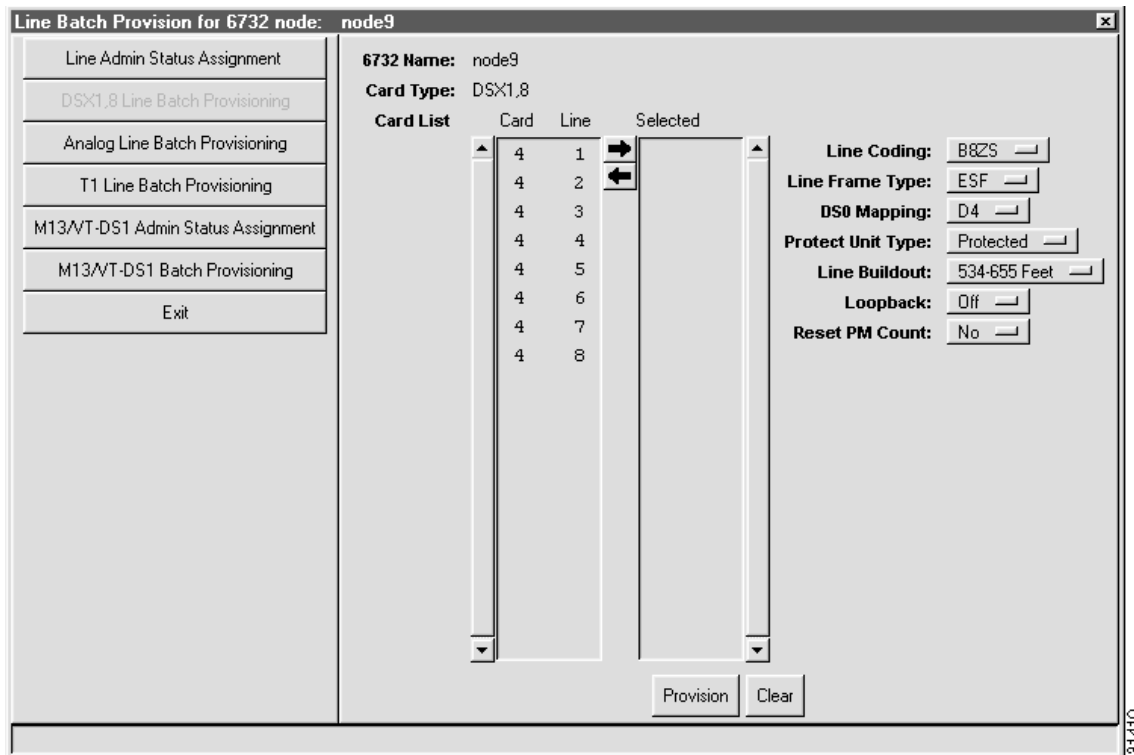 Line Batch Provision for 6732 node: node9
Line Admin Status Assignment
DSX1,8 Line Batch Provisioning
Analog Line Batch Provisioning
T1 Line Batch Provisioning
M13/VT-DS1 Admin Status Assignment
M13/VT-DS1 Batch Provisioning
Exit
6732 Name: node9
Card Type: DSX1,8
Card List Card Line Selected
4 1
4 2
4 3
4 4
4 5
4 6
4 7
4 8
Line Coding: B8ZS
Line Frame Type: ESF
DS0 Mapping: D4
Protect Unit Type: Protected
Line Buildout: 534-655 Feet
Loopback: Off
Reset PM Count: No
Provision Clear